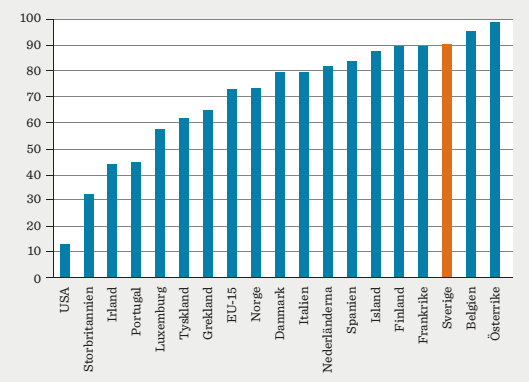 100
90
80
70
60
50
40
30
20
10
0
USA
Storbritannien
Irland
Portugal
Luxemburg
Tyskland
Grekland
EU-15
Norge
Danmark
Italien
Nederländerna
Spanien
Island
Finland
Frankrike
Sverige
Belgien
Österrike